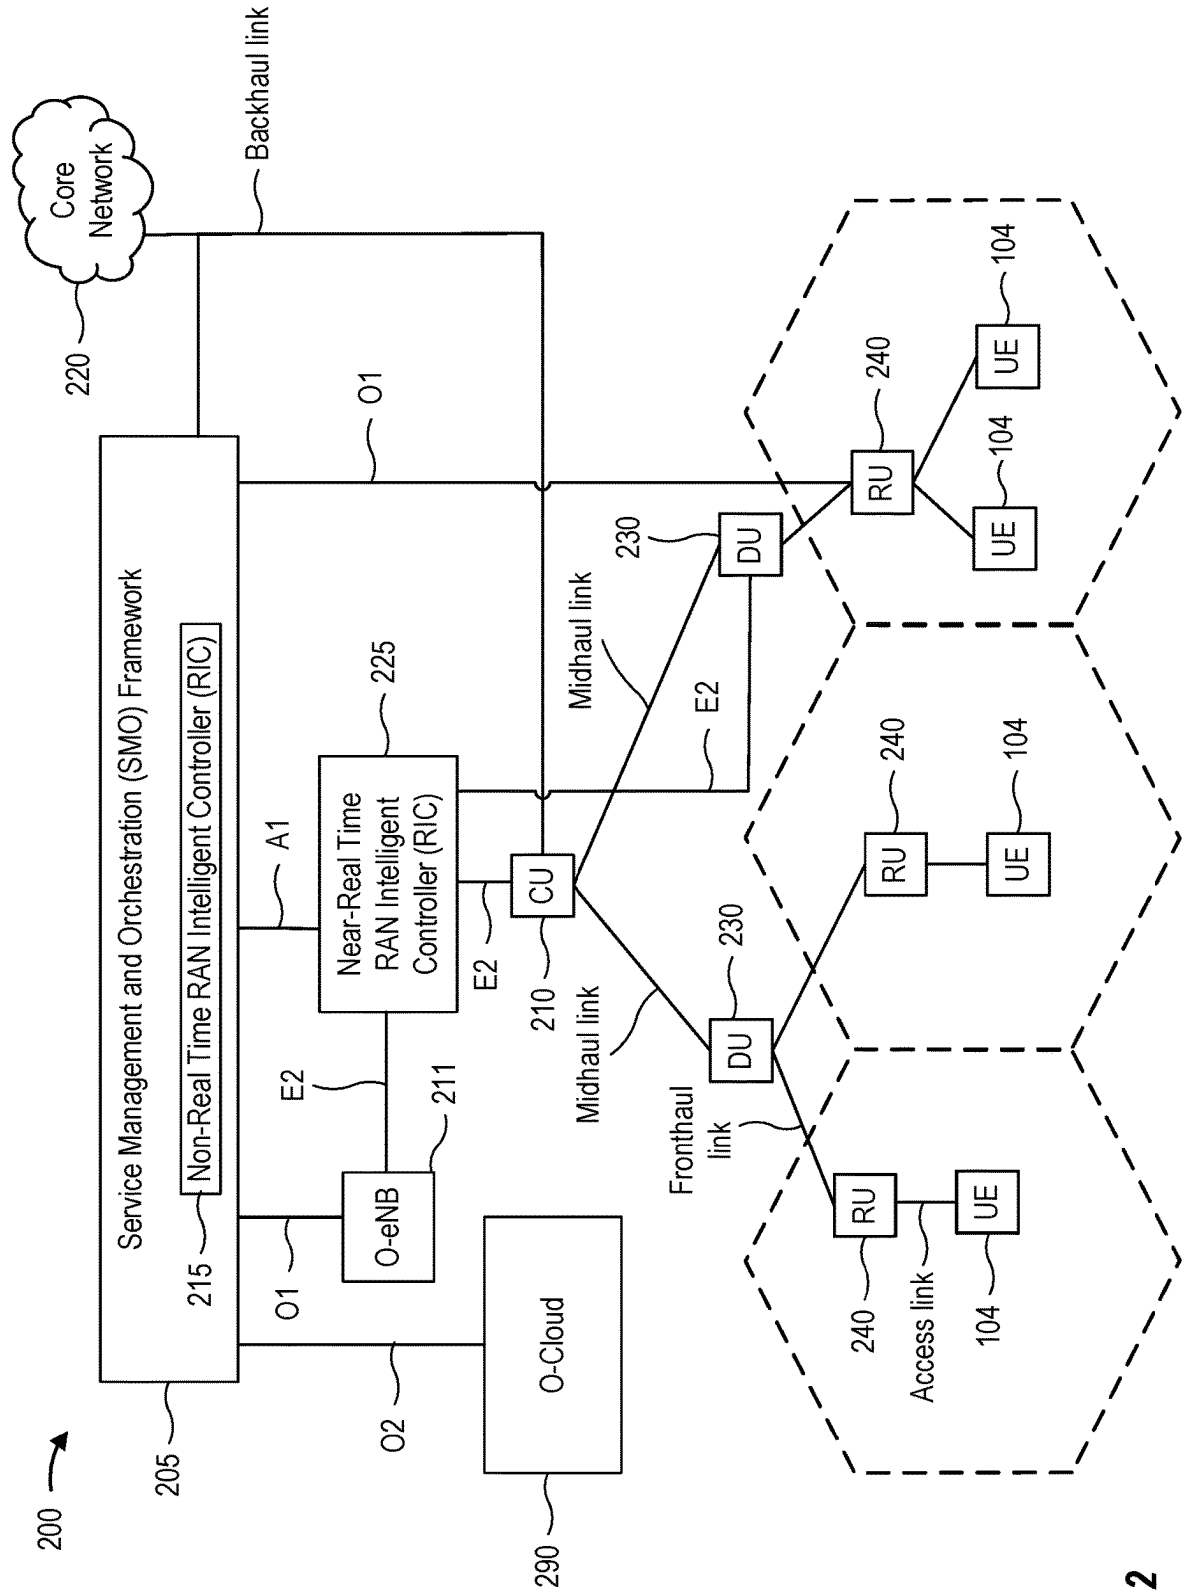 200
205
Service Management and Orchestration (SMO) Framework
215
Non-Real Time RAN Intelligent Controller (RIC)
220
Core
Network
Backhaul link
O2
O1
A1
O1
290
O-Cloud
O-eNB
211
E2
Near-Real Time
RAN Intelligent
Controller (RIC)
225
E2
210
CU
Midhaul link
Midhaul link
E2
230
DU
230
DU
Fronthaul
link
240
RU
Access link
104
UE
RU
240
UE
104
RU
240
UE
104
UE
104
2